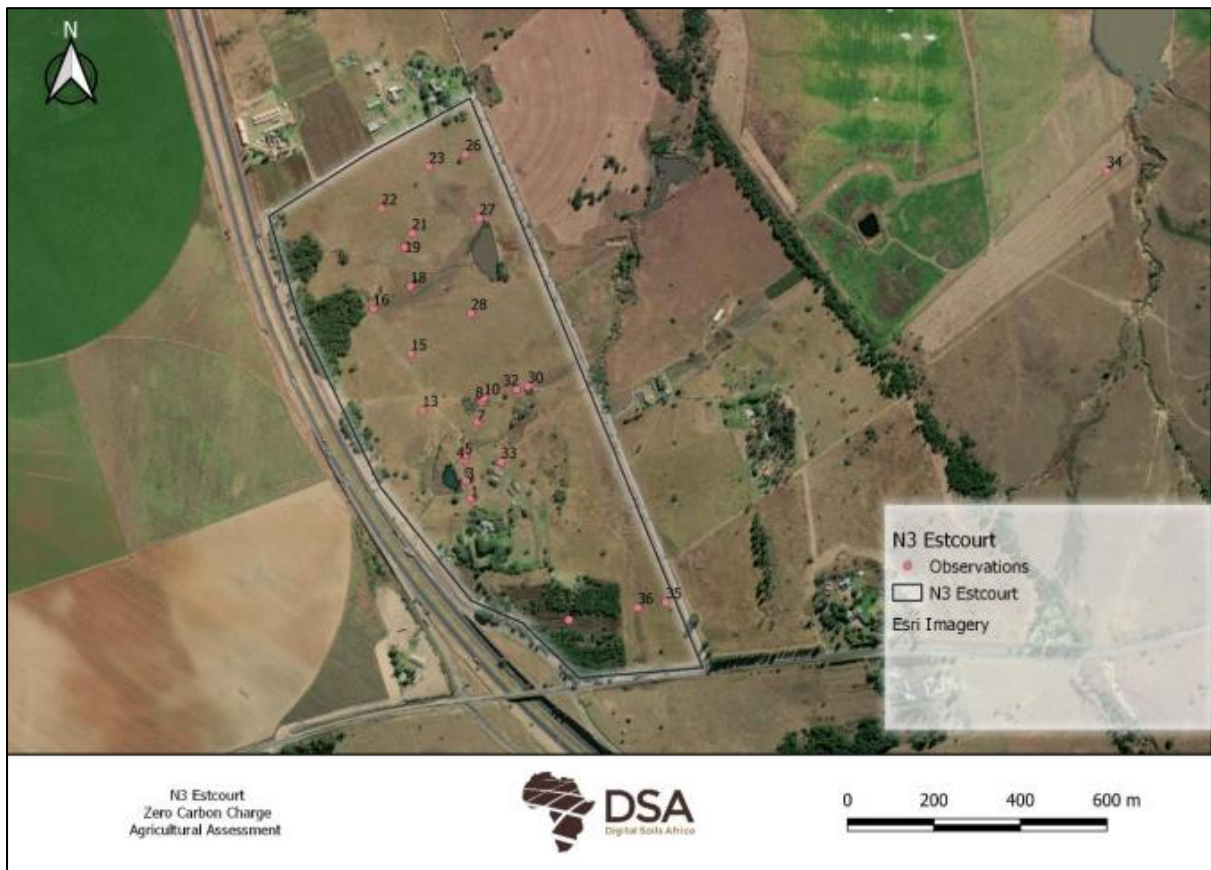 N
26
23
34
22
27
21
19
18
16
28
15
30
32
10
8
13
7
5
4
33
3
1
N3 Estcourt
Observations
N3 Estcourt
Esri Imagery
36
35
N3 Estcourt
Zero Carbon Charge
Agricultural Assessment
DSA
Digital Soils Africa
0 200 400 600 m